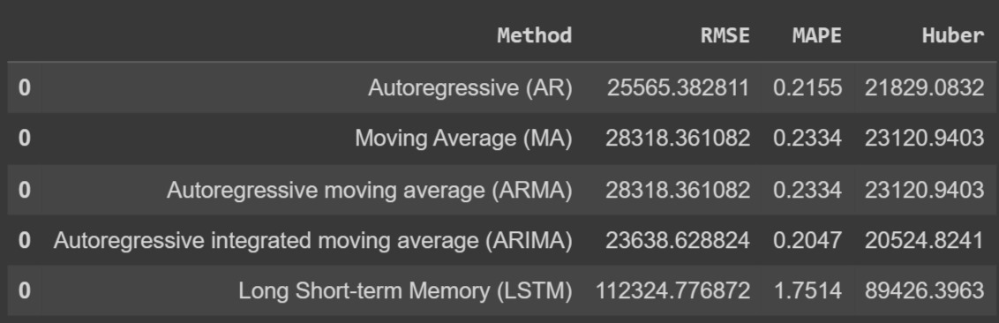 Method RMSE MAPE Huber
0 Autoregressive (AR) 25565.382811 0.2155 21829.0832
0 Moving Average (MA) 28318.361082 0.2334 23120.9403
0 Autoregressive moving average (ARMA) 28318.361082 0.2334 23120.9403
0 Autoregressive integrated moving average (ARIMA) 23638.628824 0.2047 20524.8241
0 Long Short-term Memory (LSTM) 112324.776872 1.7514 89426.3963